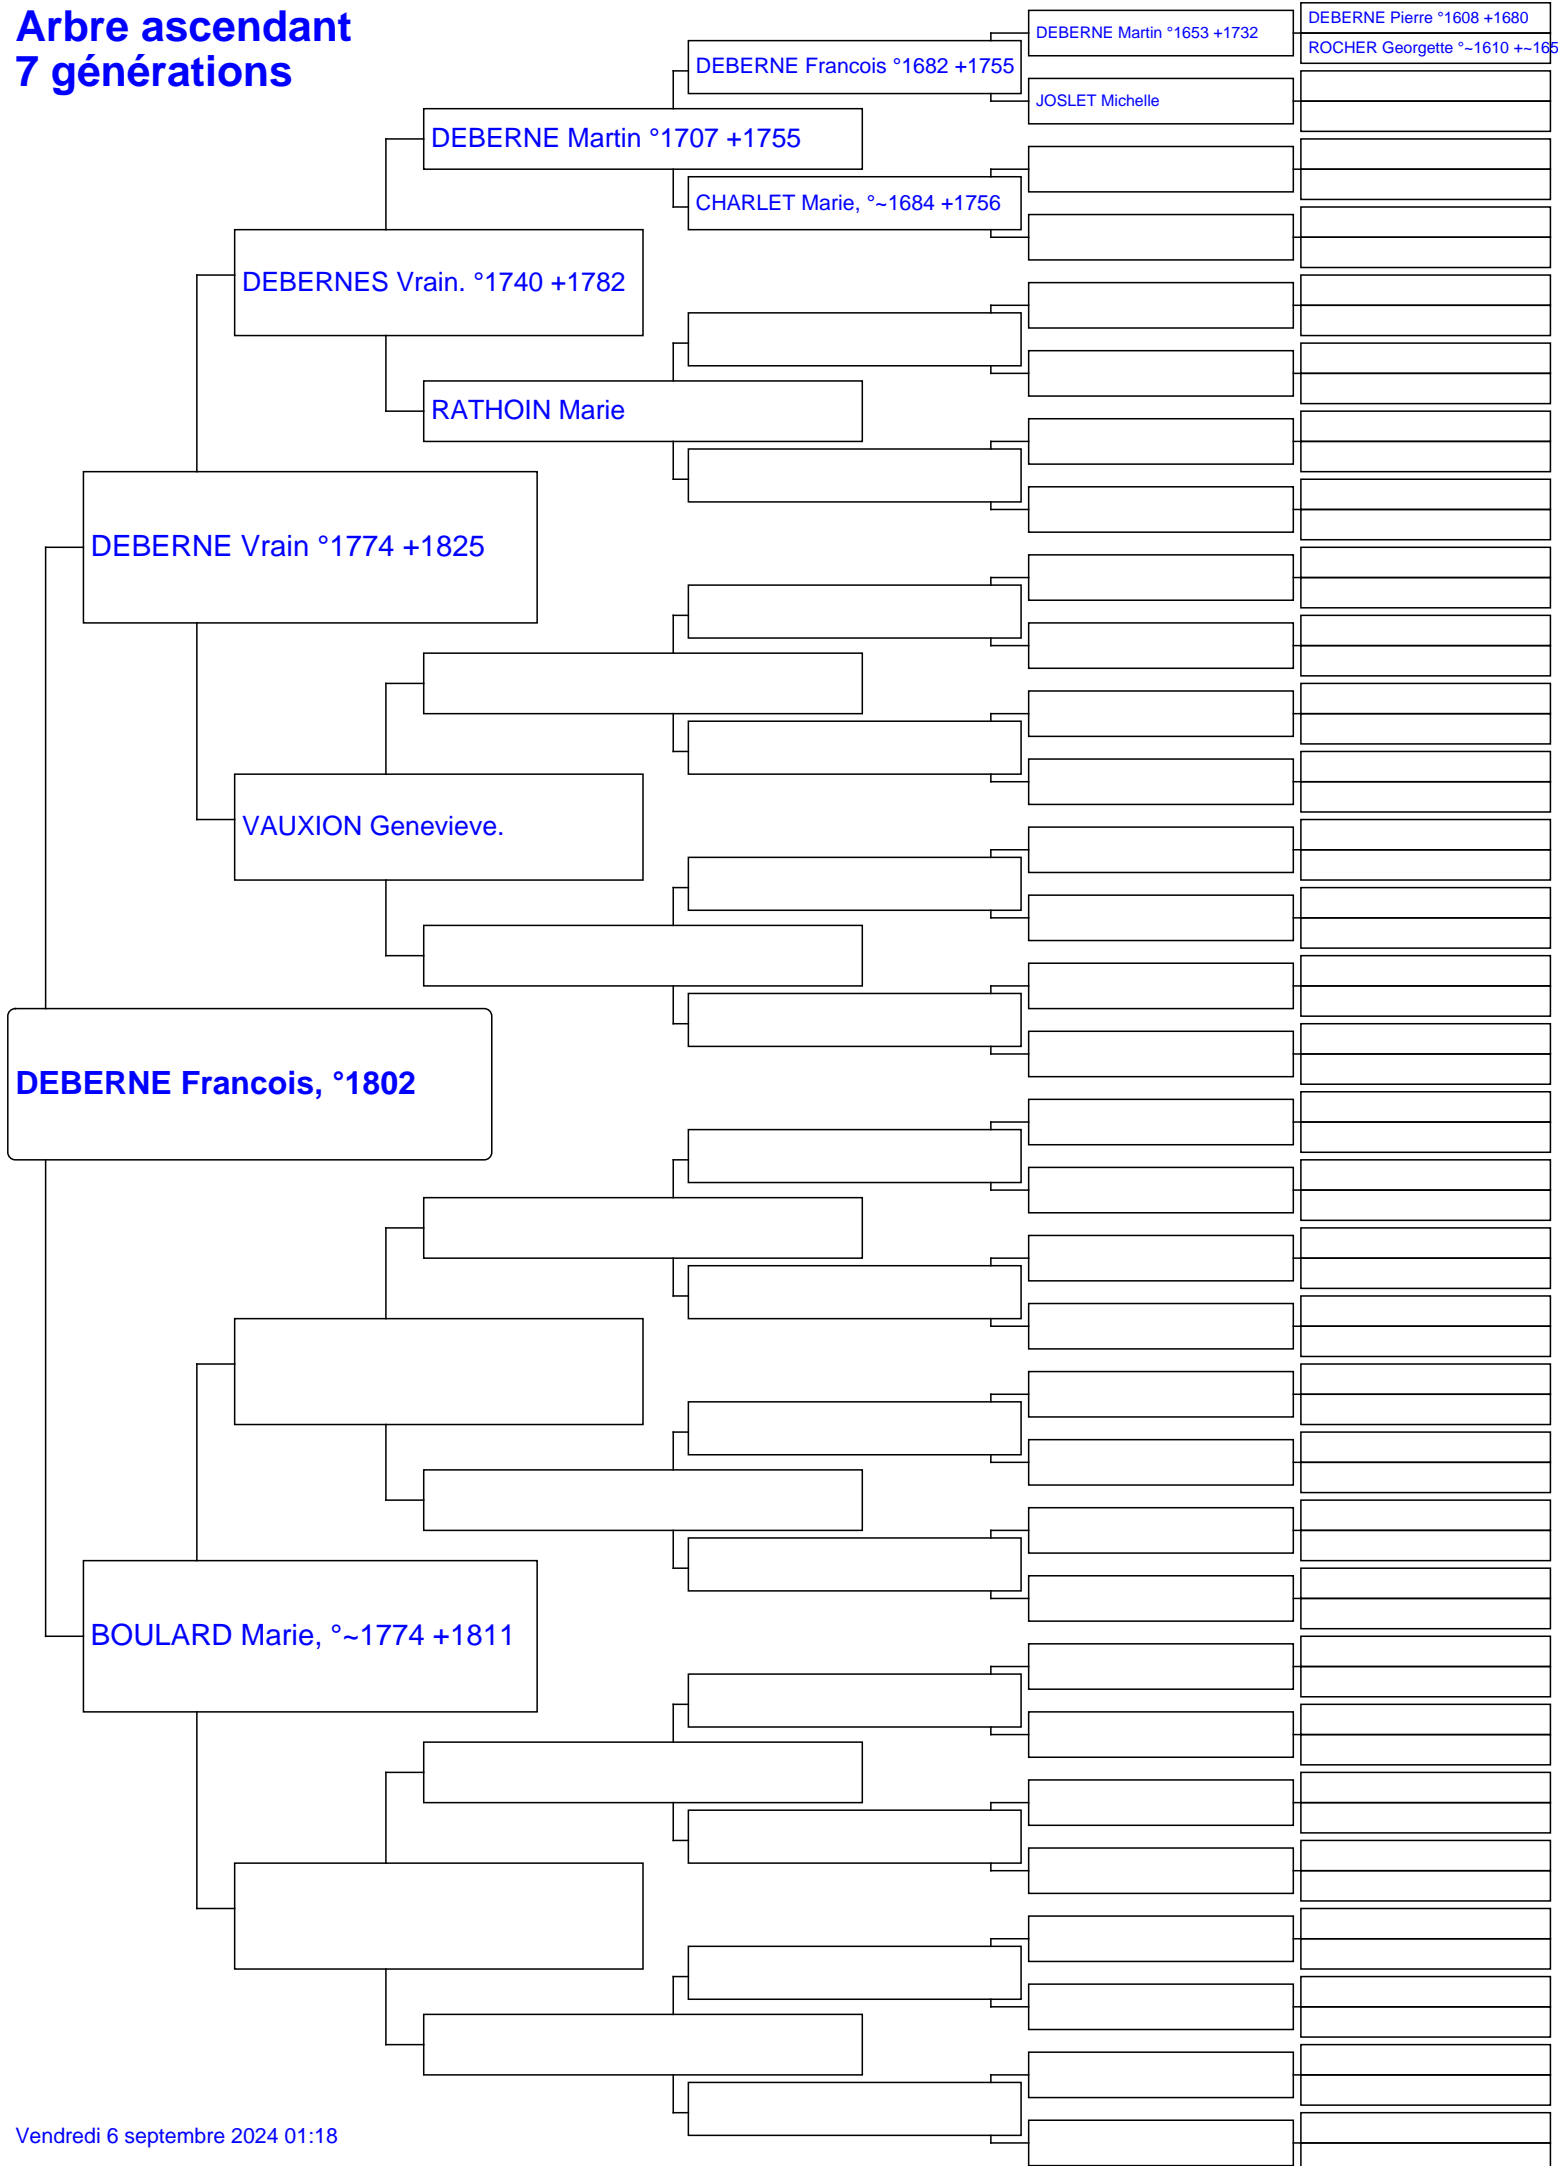 Arbre ascendant
7 générations
DEBERNE Pierre °1608 +1680
DEBERNE Martin °1653 +1732
ROCHER Georgette °~1610 +~165
DEBERNE Francois °1682 +1755
JOSLET Michelle
DEBERNE Martin °1707 +1755
CHARLET Marie, °~1684 +1756
DEBERNES Vrain. °1740 +1782
RATHOIN Marie
DEBERNE Vrain °1774 +1825
VAUXION Genevieve.
DEBERNE Francois, °1802
BOULARD Marie, °~1774 +1811
Vendredi 6 septembre 2024 01:18